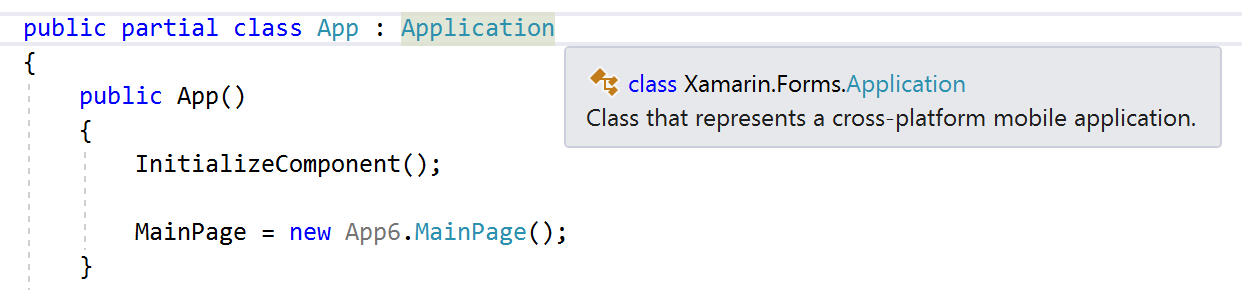 public partial class App : Application
{
class Xamarin.Forms.Application
Class that represents a cross-platform mobile application.
public App()
{
InitializeComponent();
MainPage = new App6.MainPage();
}